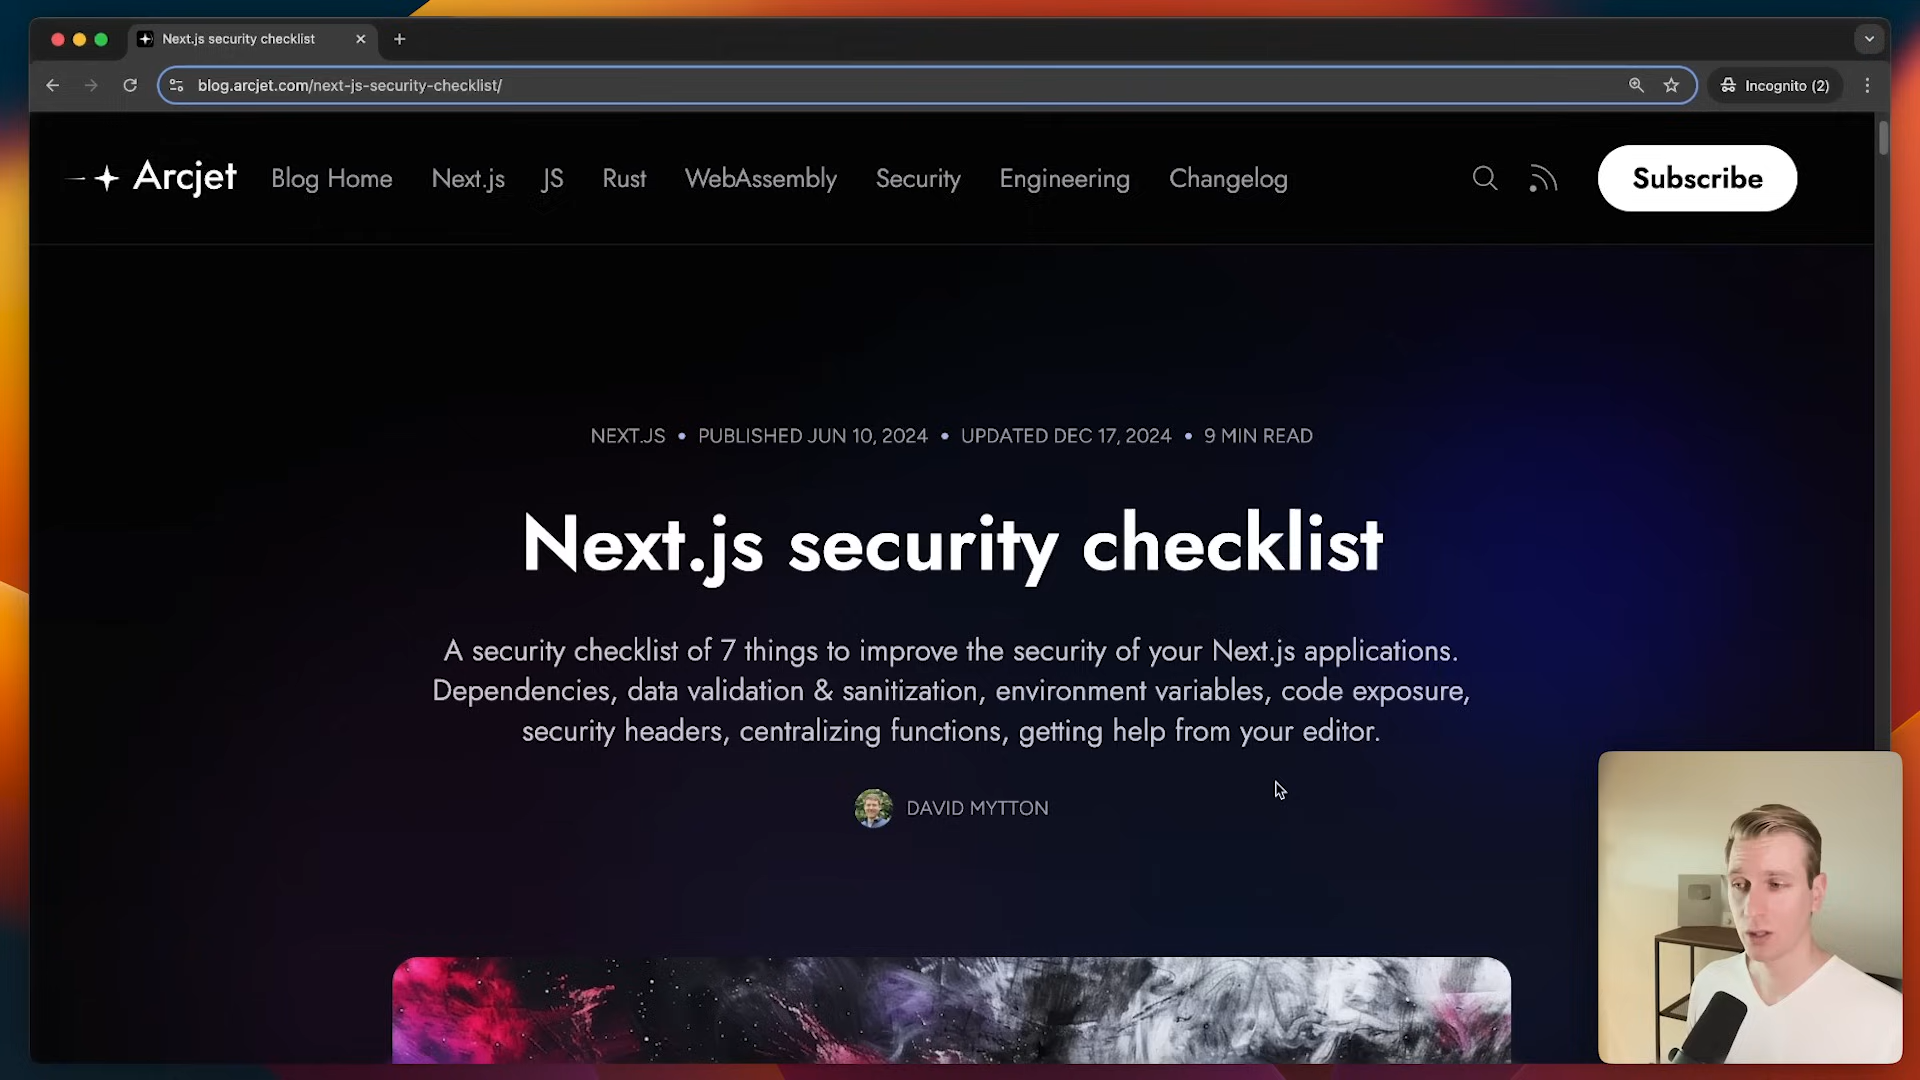 Next.js security checklist
blog.arcjet.com/next-js-security-checklist/
Incognito (2)
Arcjet
Blog Home
Next.js
JS
Rust
WebAssembly
Security
Engineering
Changelog
Subscribe
NEXT.JS • PUBLISHED JUN 10, 2024 • UPDATED DEC 17, 2024 • 9 MIN READ
Next.js security checklist
A security checklist of 7 things to improve the security of your Next.js applications.
Dependencies, data validation & sanitization, environment variables, code exposure,
security headers, centralizing functions, getting help from your editor.
DAVID MYTTON